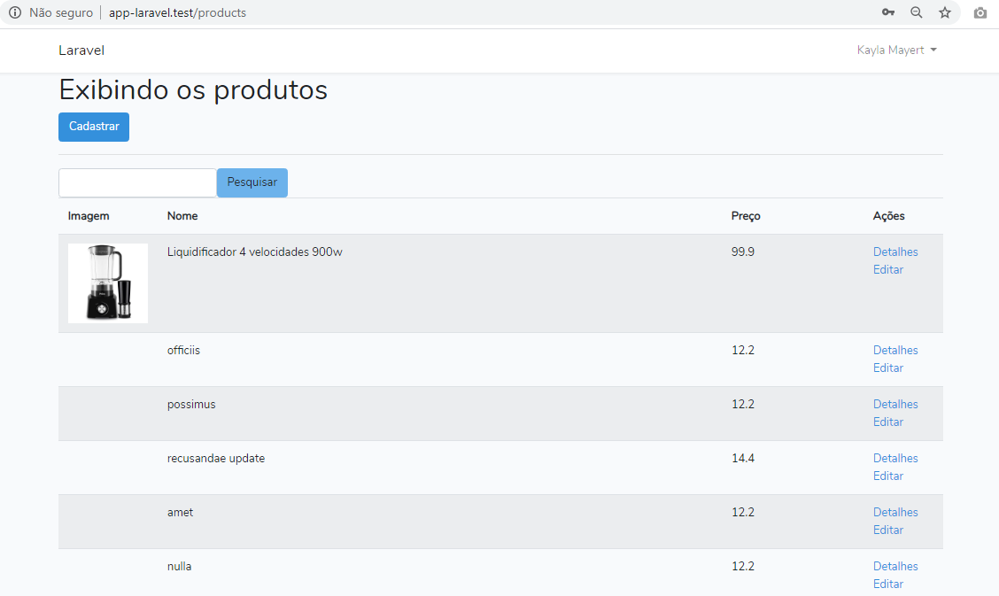 Não seguro | app-laravel.test/products
Laravel Kayla Mayert
Exibindo os produtos
Cadastrar
Pesquisar
Imagem Nome Preço Ações
Liquidificador 4 velocidades 900w 99.9 Detalhes
Editar
officiis 12.2 Detalhes
Editar
possimus 12.2 Detalhes
Editar
recusandae update 14.4 Detalhes
Editar
amet 12.2 Detalhes
Editar
nulla 12.2 Detalhes
Editar